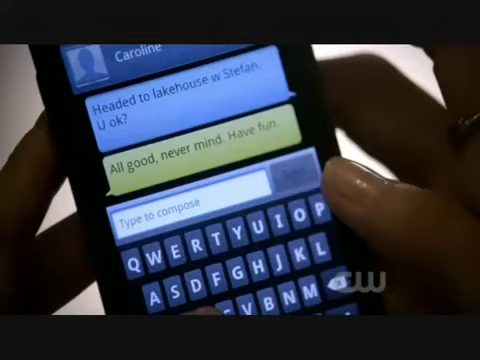 Caroline
Headed to lakehouse w Stefan.
U ok?
All good, never mind. Have fun.
Type to compose
Q W E R T Y U I O P
A S D F G H J K L
V B N M
CW